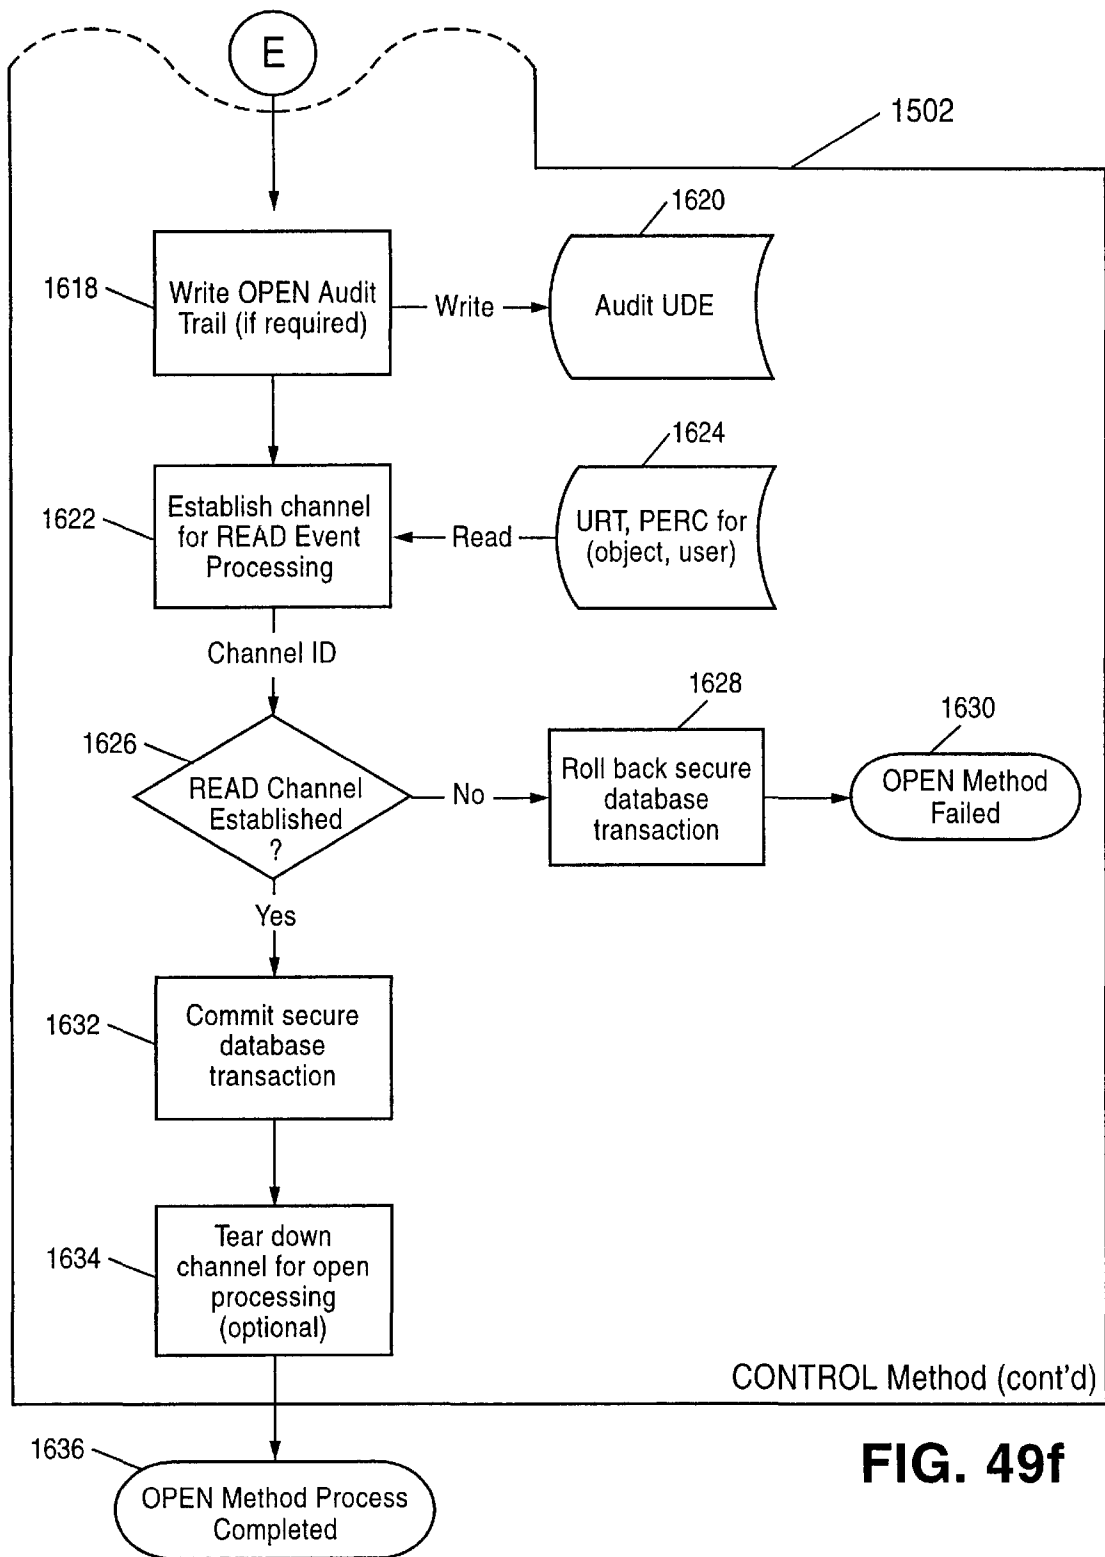 E
1502
1620
1618
Write OPEN Audit
Trail (if required)
Write
Audit UDE
1624
1622
Establish channel
for READ Event
Processing
Read
URT, PERC for
(object, user)
Channel ID
1626
READ Channel
Established
?
No
1628
Roll back secure
database
transaction
1630
OPEN Method
Failed
Yes
1632
Commit secure
database
transaction
1634
Tear down
channel for open
processing
(optional)
CONTROL Method (cont'd)
1636
OPEN Method Process
Completed
FIG. 49f